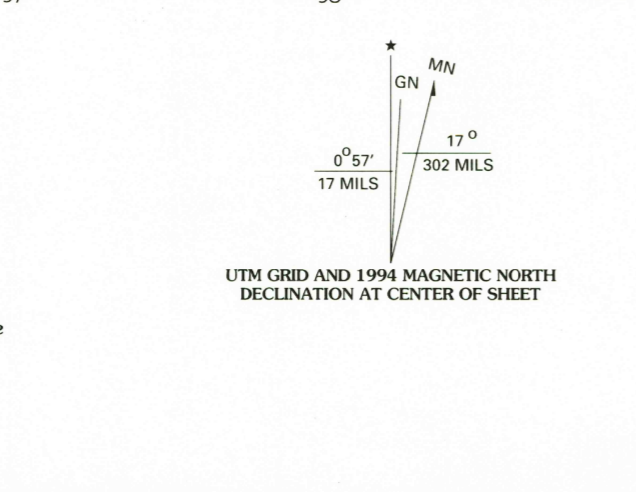 ★
MN
GN
17°
0°57′
302 MILS
17 MILS
UTM GRID AND 1994 MAGNETIC NORTH
DECLINATION AT CENTER OF SHEET